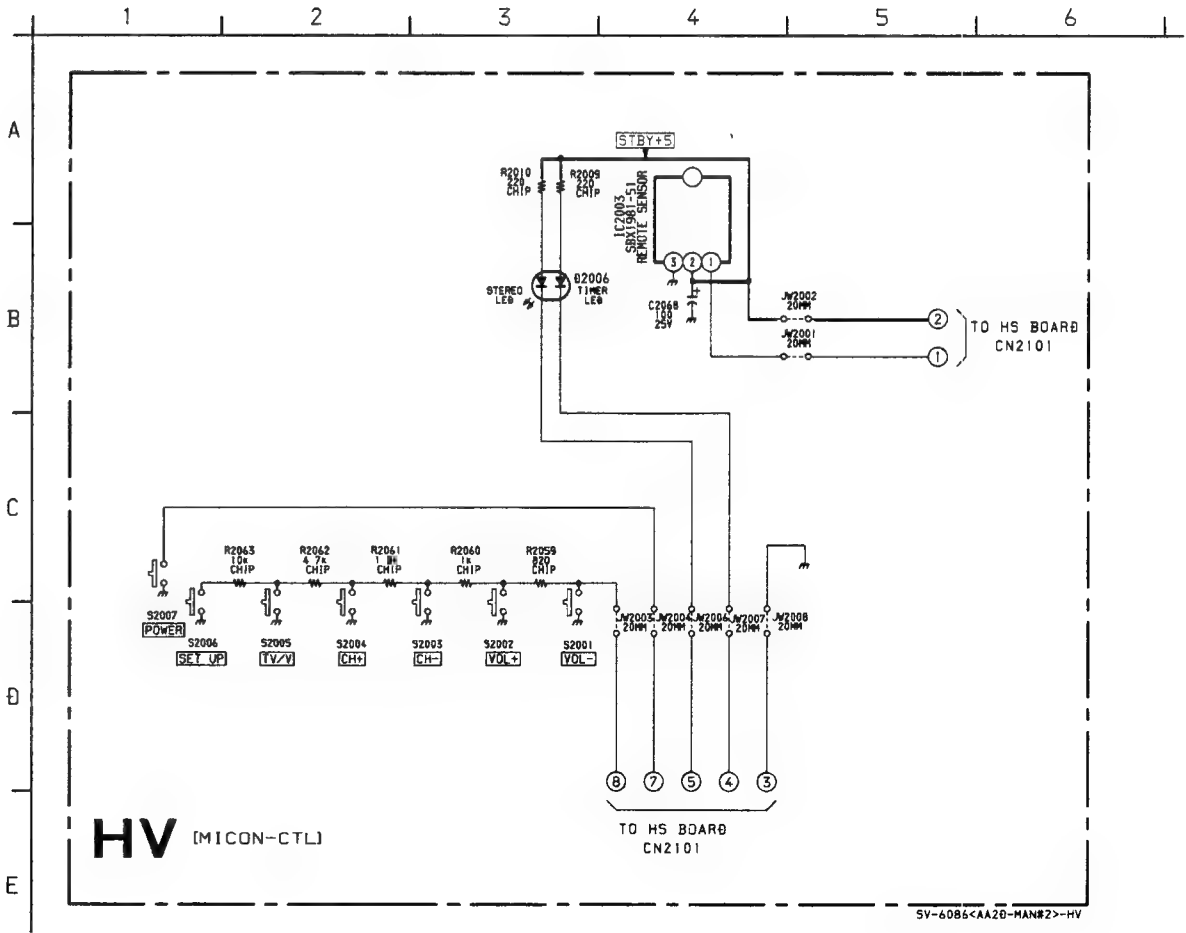 1 2 3 4 5 6
A
STBY+5
R2010
220
CHIP
R2009
220
CHIP
IC2003
SBX1981-51
REMOTE SENSOR
3 2 1
B
STEREO
LED
D2006
TIMER
LED
C2068
100
25V
+
JW2002
20MM
2
JW2001
20MM
1
TO HS BOARD
CN2101
C
R2063
10k
CHIP
R2062
4.7k
CHIP
R2061
CHIP
R2060
1k
CHIP
R2059
820
CHIP
S2007
POWER
S2006
SET UP
S2005
TV/V
S2004
CH+
S2003
CH-
S2002
VOL+
S2001
VOL-
JW2003
20MM
JW2004
20MM
JW2006
20MM
JW2007
20MM
JW2008
20MM
D
8 7 5 4 3
TO HS BOARD
CN2101
HV [MICON-CTL]
E
SV-6086<AA2D-MAN#2>-HV